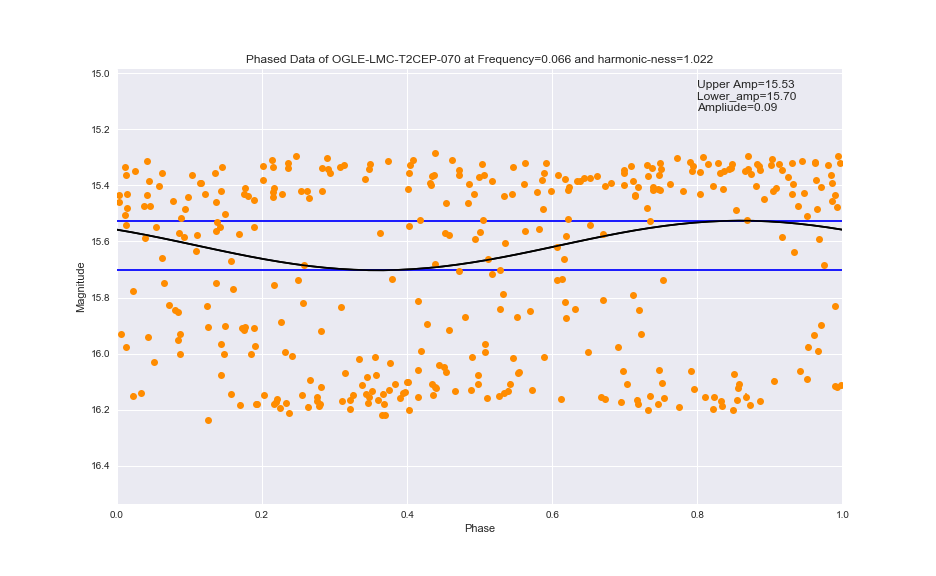 Phased Data of OGLE-LMC-T2CEP-070 at Frequency=0.066 and harmonic-ness=1.022
Upper Amp=15.53
Lower_amp=15.70
Ampliude=0.09
15.0
15.2
15.4
15.6
15.8
16.0
16.2
16.4
Magnitude
0.0 0.2 0.4 0.6 0.8 1.0
Phase